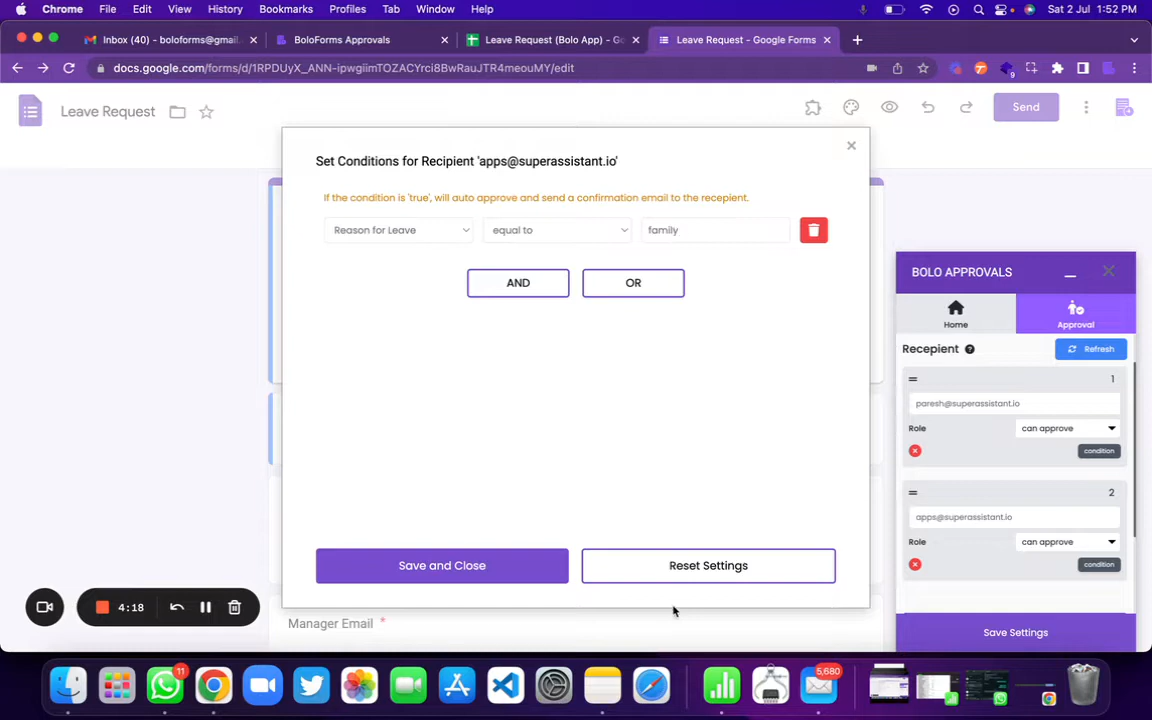 Chrome File Edit View History Bookmarks Profiles Tab Window Help Sat 2 Jul 1:52 PM
Inbox (40) - boloforms@gmail. BoloForms Approvals Leave Request (Bolo App) - Go Leave Request - Google Forms
docs.google.com/forms/d/1RPDUyX_ANN-ipwgiimTOZACYrci8BwRauJTR4meouMY/edit
9
Leave Request Send
Set Conditions for Recipient 'apps@superassistant.io'
If the condition is 'true', will auto approve and send a confirmation email to the recepient.
Reason for Leave equal to family
AND OR
Save and Close Reset Settings
BOLO APPROVALS
Home Approval
Recepient Refresh
1
paresh@superassistant.io
Role can approve
condition
2
apps@superassistant.io
Role can approve
condition
Save Settings
4:18
Manager Email *
11
5,680